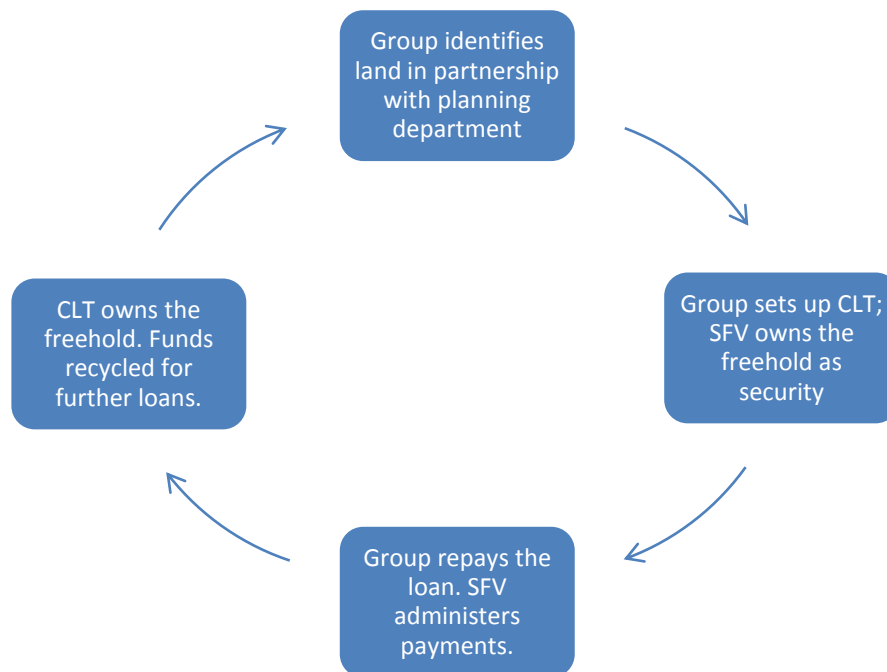 Group identifies
land in partnership
with planning
department
Group sets up CLT;
SFV owns the
freehold as
security
Group repays the
loan. SFV
administers
payments.
CLT owns the
freehold. Funds
recycled for
further loans.